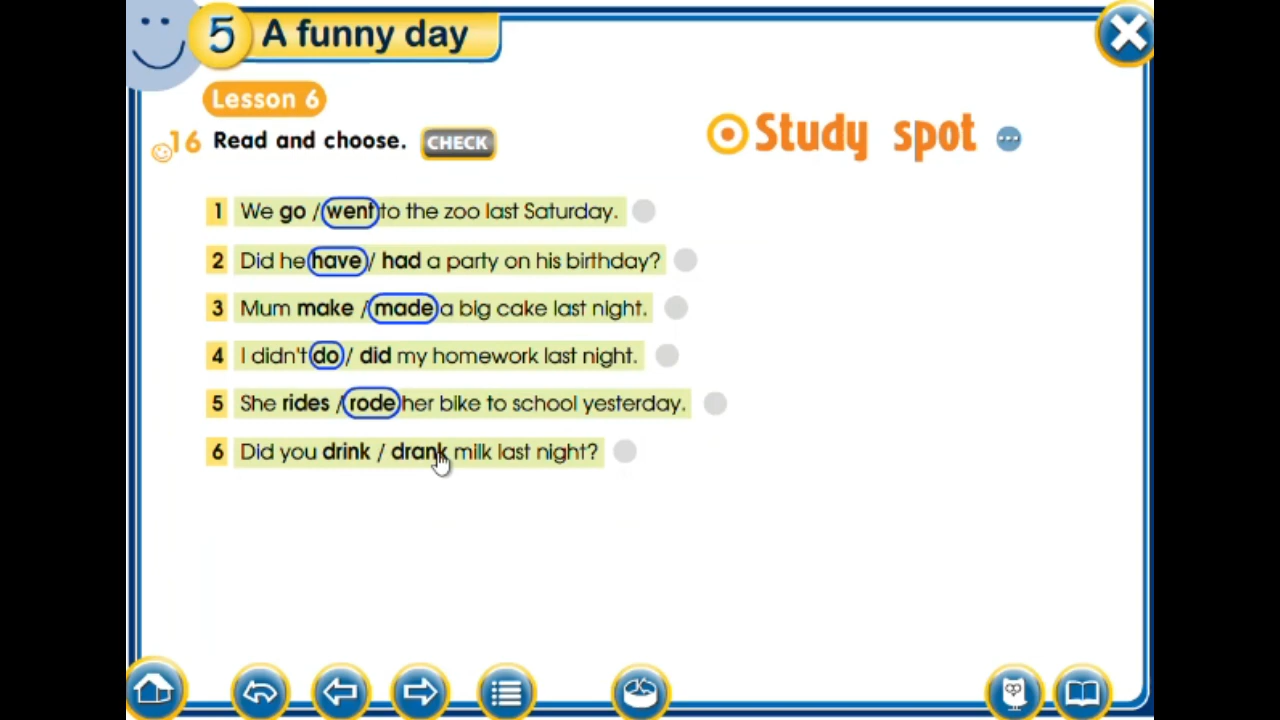 5 A funny day
Lesson 6
16 Read and choose. CHECK
Study spot
1 We go / went to the zoo last Saturday.
2 Did he have / had a party on his birthday?
3 Mum make / made a big cake last night.
4 I didn't do / did my homework last night.
5 She rides / rode her bike to school yesterday.
6 Did you drink / drank milk last night?